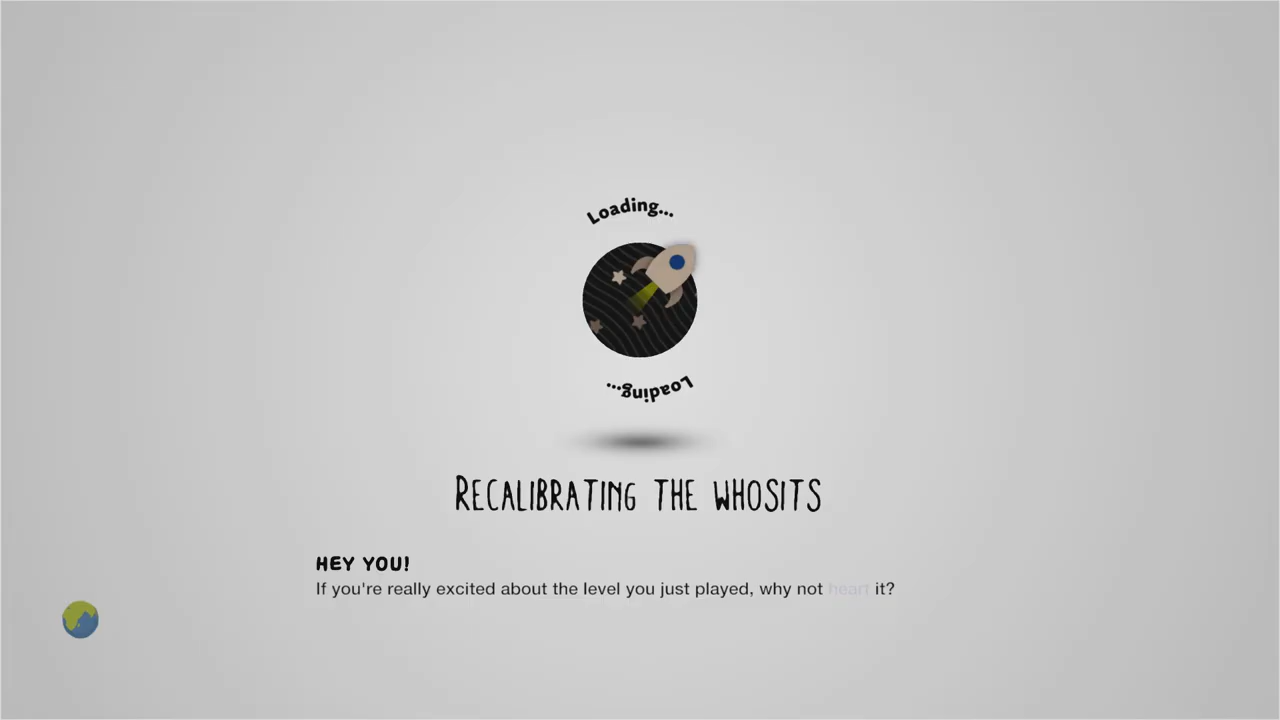 Loading...
Loading...
RECALIBRATING THE WHOSITS
HEY YOU!
If you're really excited about the level you just played, why not heart it?